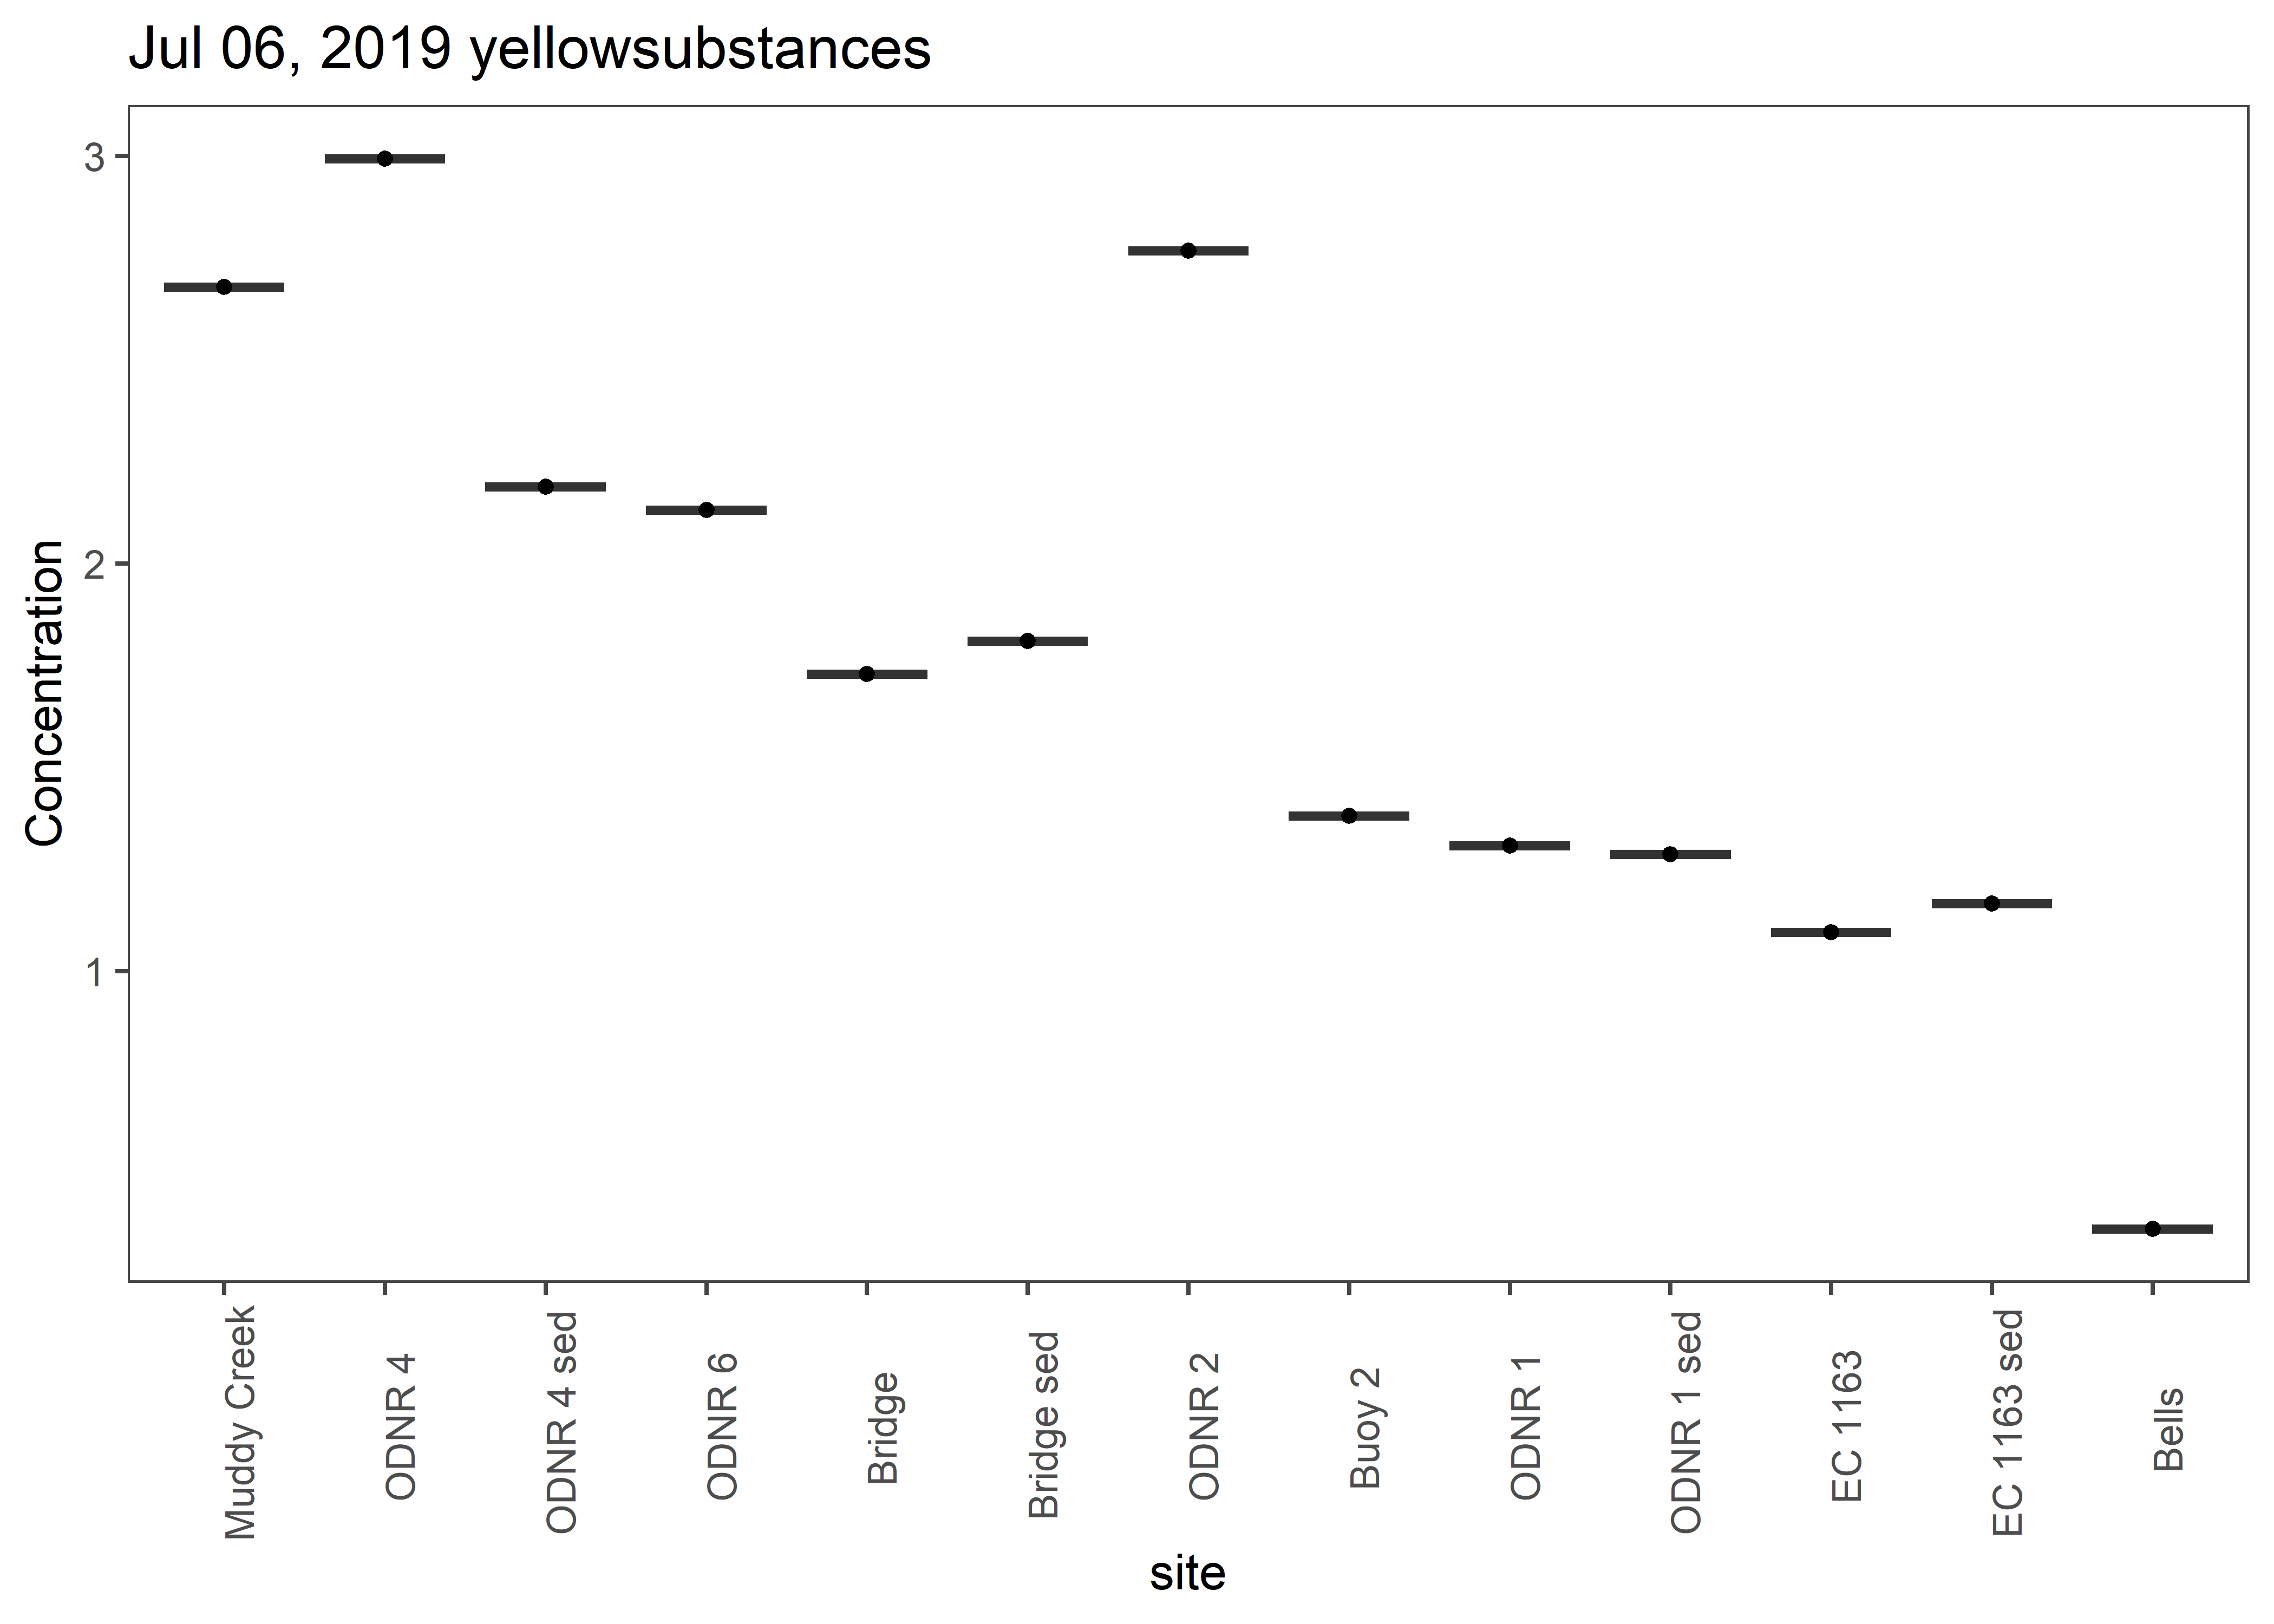 Jul 06, 2019 yellowsubstances
Concentration
3
2
1
Muddy Creek
ODNR 4
ODNR 4 sed
ODNR 6
Bridge
Bridge sed
ODNR 2
Buoy 2
ODNR 1
ODNR 1 sed
EC 1163
EC 1163 sed
Bells
site